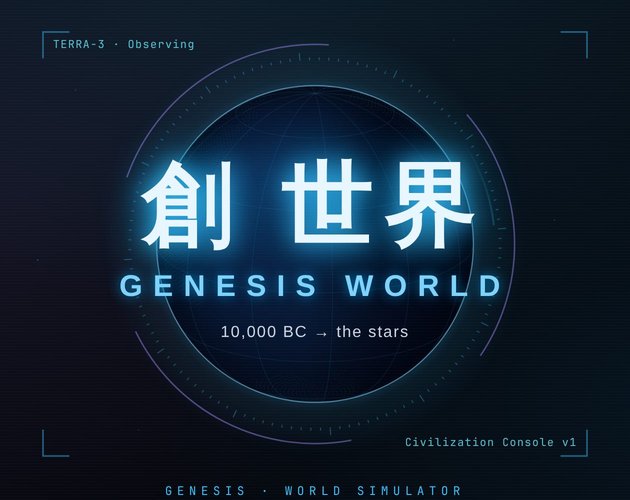 TERRA-3 · Observing
創 世界
GENESIS WORLD
10,000 BC → the stars
Civilization Console v1
GENESIS · WORLD SIMULATOR